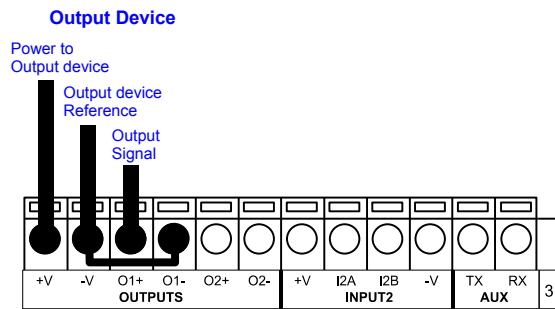 Output Device
Power to
Output device
Output device
Reference
Output
Signal
+V -V O1+ O1- O2+ O2- +V I2A I2B -V TX RX
OUTPUTS INPUT2 AUX 3